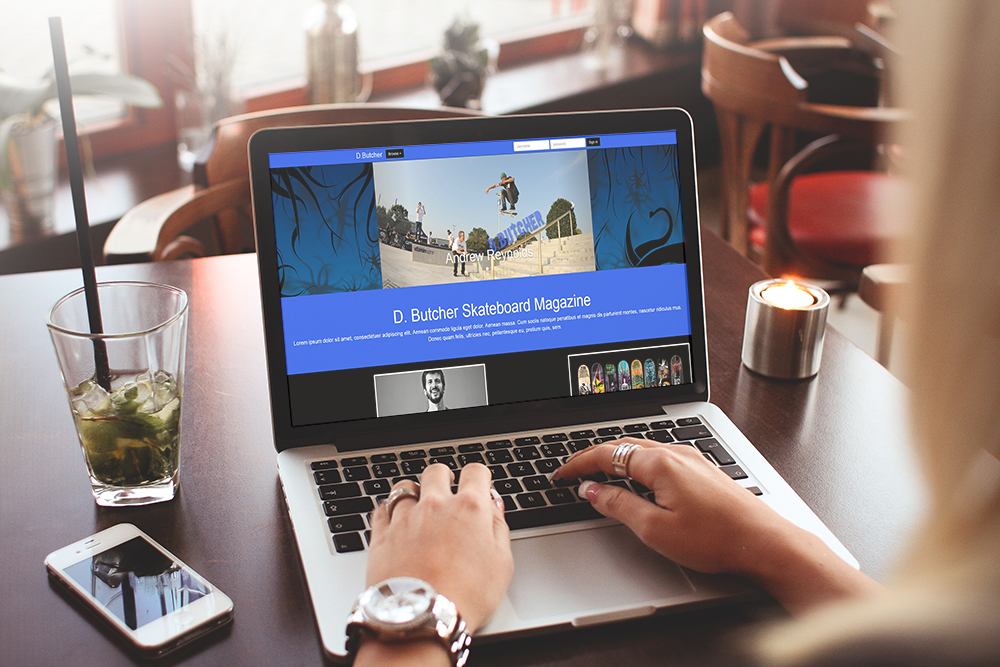 D.Butcher Browse Sign in
BUTCHER
Andrew Reynolds
D. Butcher Skateboard Magazine
Lorem ipsum dolor sit amet, consectetuer adipiscing elit. Aenean commodo ligula eget dolor. Aenean massa. Cum sociis natoque penatibus et magnis dis parturient montes, nascetur ridiculus mus.
Donec quam felis, ultricies nec, pellentesque eu, pretium quis, sem.